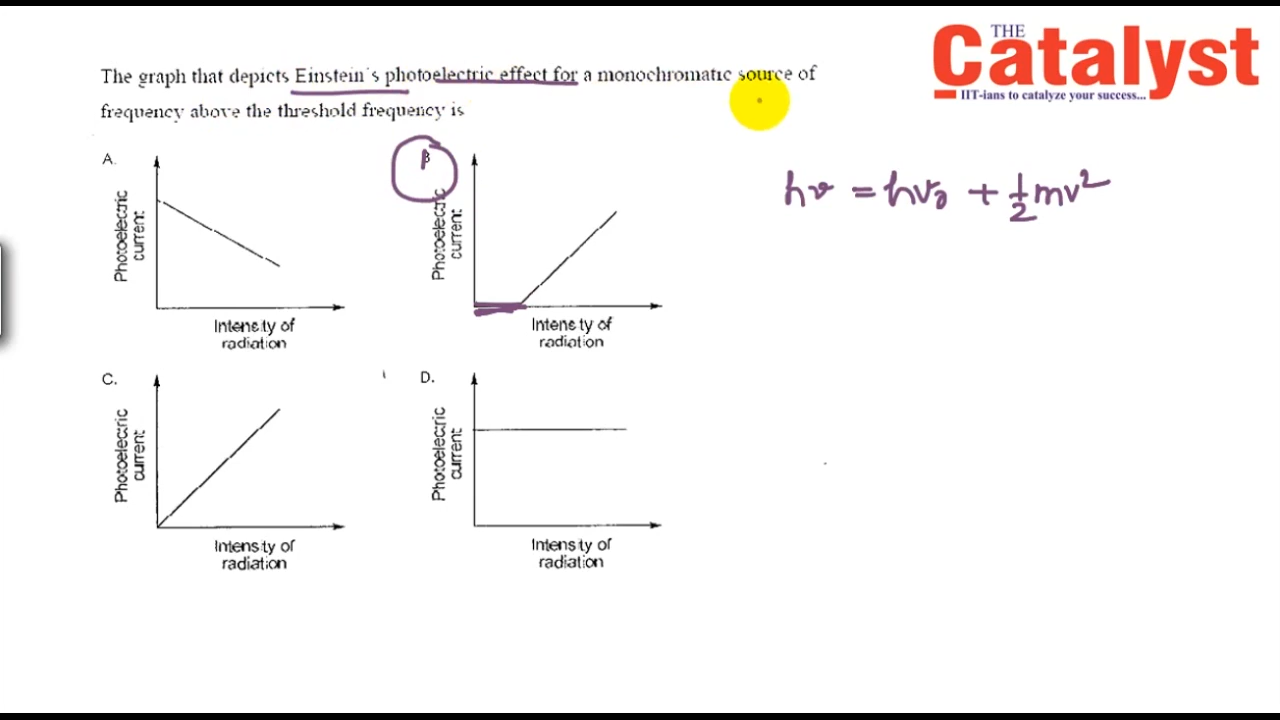 THE
Catalyst
IIT-ians to catalyze your success...
The graph that depicts Einstein's photoelectric effect for a monochromatic source of
frequency above the threshold frequency is
A.
Photoelectric
current
Intensity of
radiation
B
Photoelectric
current
Intensity of
radiation
hν = hν₀ + ½mv²
C.
Photoelectric
current
Intensity of
radiation
D.
Photoelectric
current
Intensity of
radiation